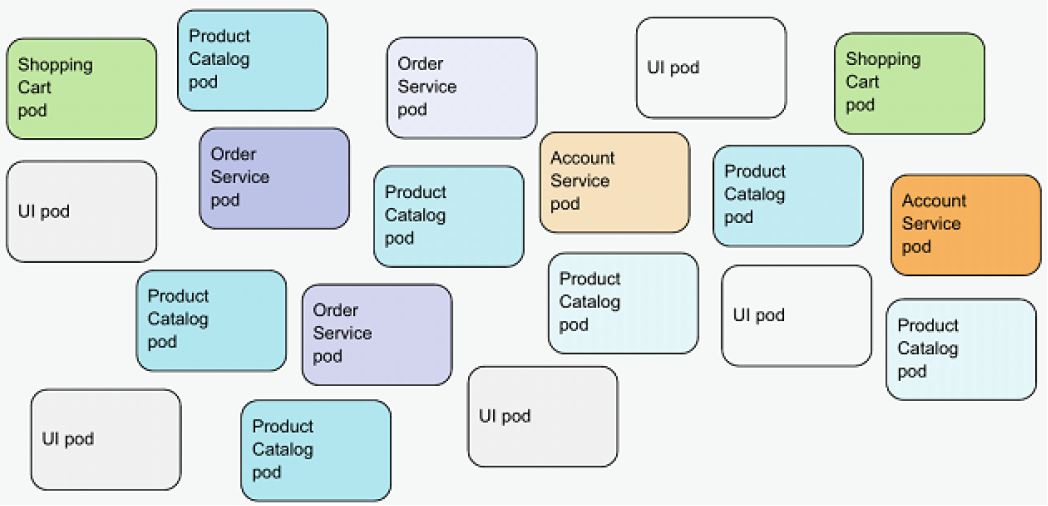 Shopping
Cart
pod
Product
Catalog
pod
Order
Service
pod
UI pod
Shopping
Cart
pod
UI pod
Order
Service
pod
Product
Catalog
pod
Account
Service
pod
Product
Catalog
pod
Account
Service
pod
Product
Catalog
pod
Order
Service
pod
Product
Catalog
pod
UI pod
Product
Catalog
pod
UI pod
Product
Catalog
pod
UI pod